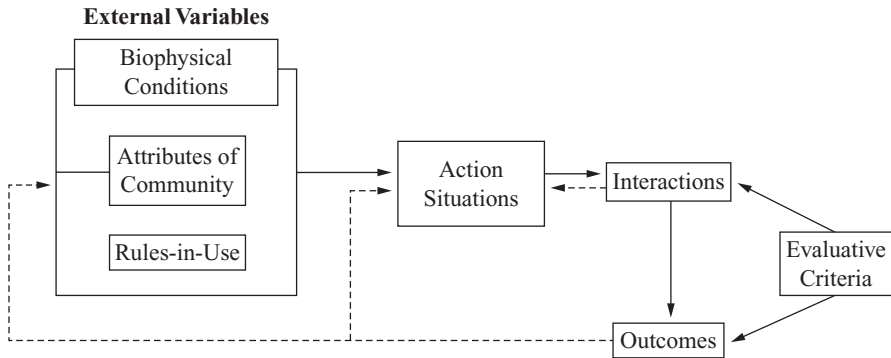 External Variables
Biophysical
Conditions
Attributes of
Community
Rules-in-Use
Action
Situations
Interactions
Evaluative
Criteria
Outcomes